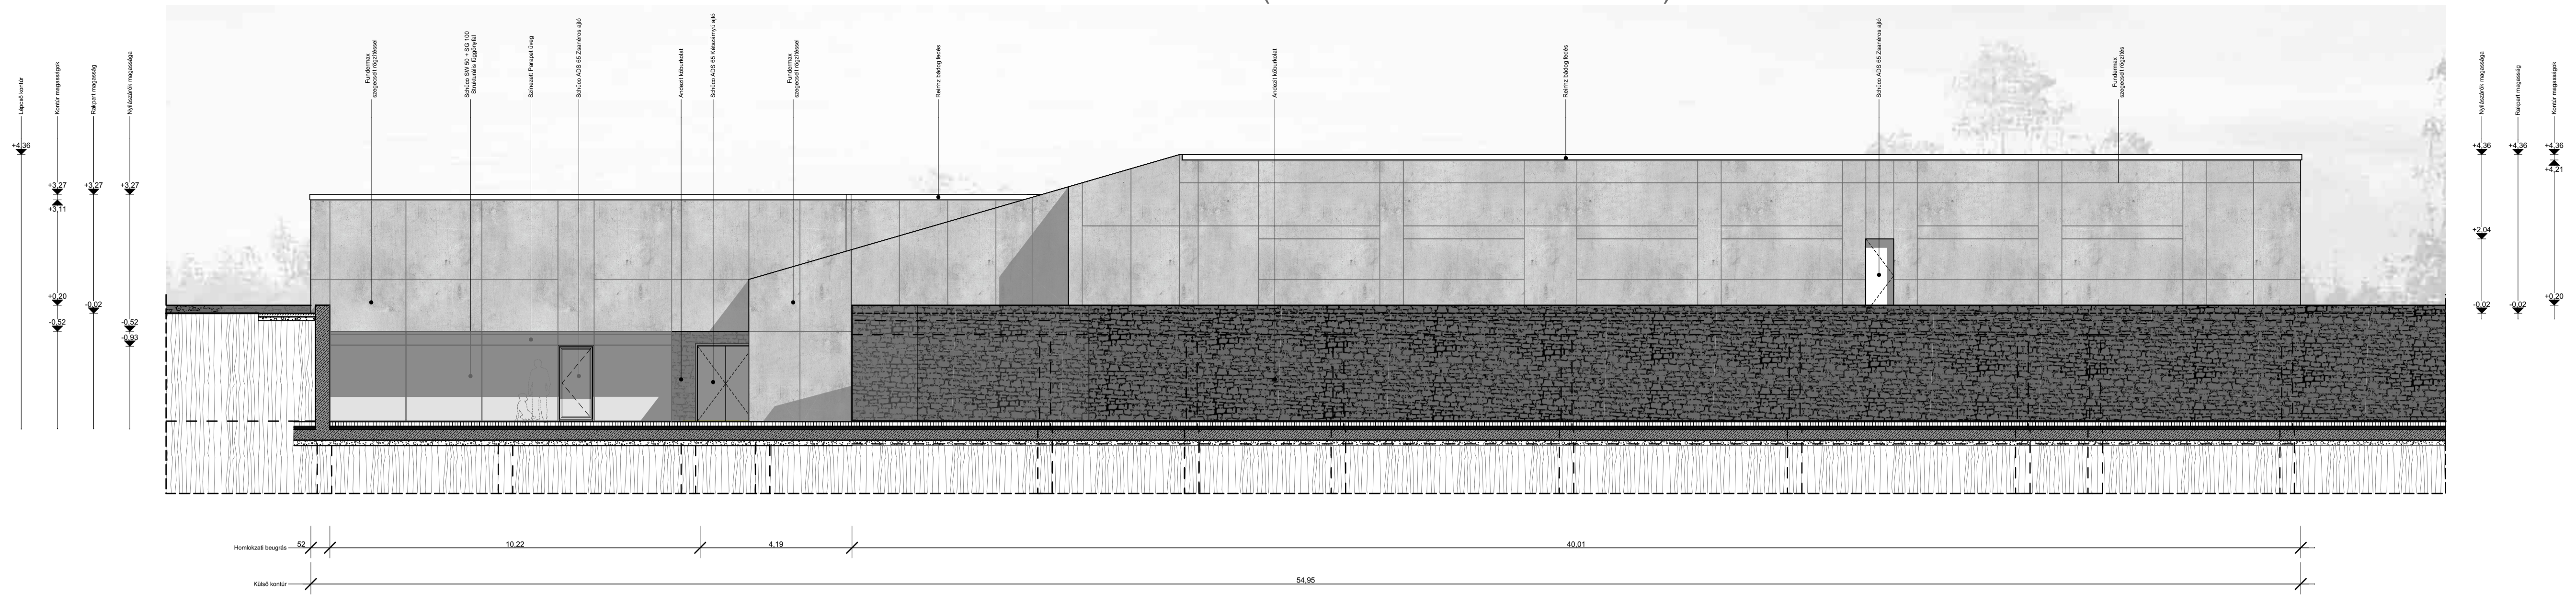 Lépcső kontúr
Kontúr magasságok
Rakpart magasság
Nyílászárók magassága
Fundermax
szegecselt rögzítéssel
Schüco SW 50 + SG 100
Strukturális függönyfal
Színezett Parapet üveg
Schüco ADS 65 Zsanéros ajtó
Andezit kőburkolat
Schüco ADS 65 Kétszárnyú ajtó
Fundermax
szegecselt rögzítéssel
Reinhz bádog fedés
Andezit kőburkolat
Reinhz bádog fedés
Schüco ADS 65 Zsanéros ajtó
Fundermax
szegecselt rögzítés
Nyílászárók magassága
Rakpart magasság
Kontúr magasságok
+4,36
+3,27
+3,11
+0,20
-0,52
+3,27
-0,02
+3,27
-0,52
-0,93
+4,36
+2,04
-0,02
+4,36
-0,02
+4,36
+4,21
+0,20
Homlokzati beugrás
52
10,22
4,19
40,01
Külső kontúr
54,95